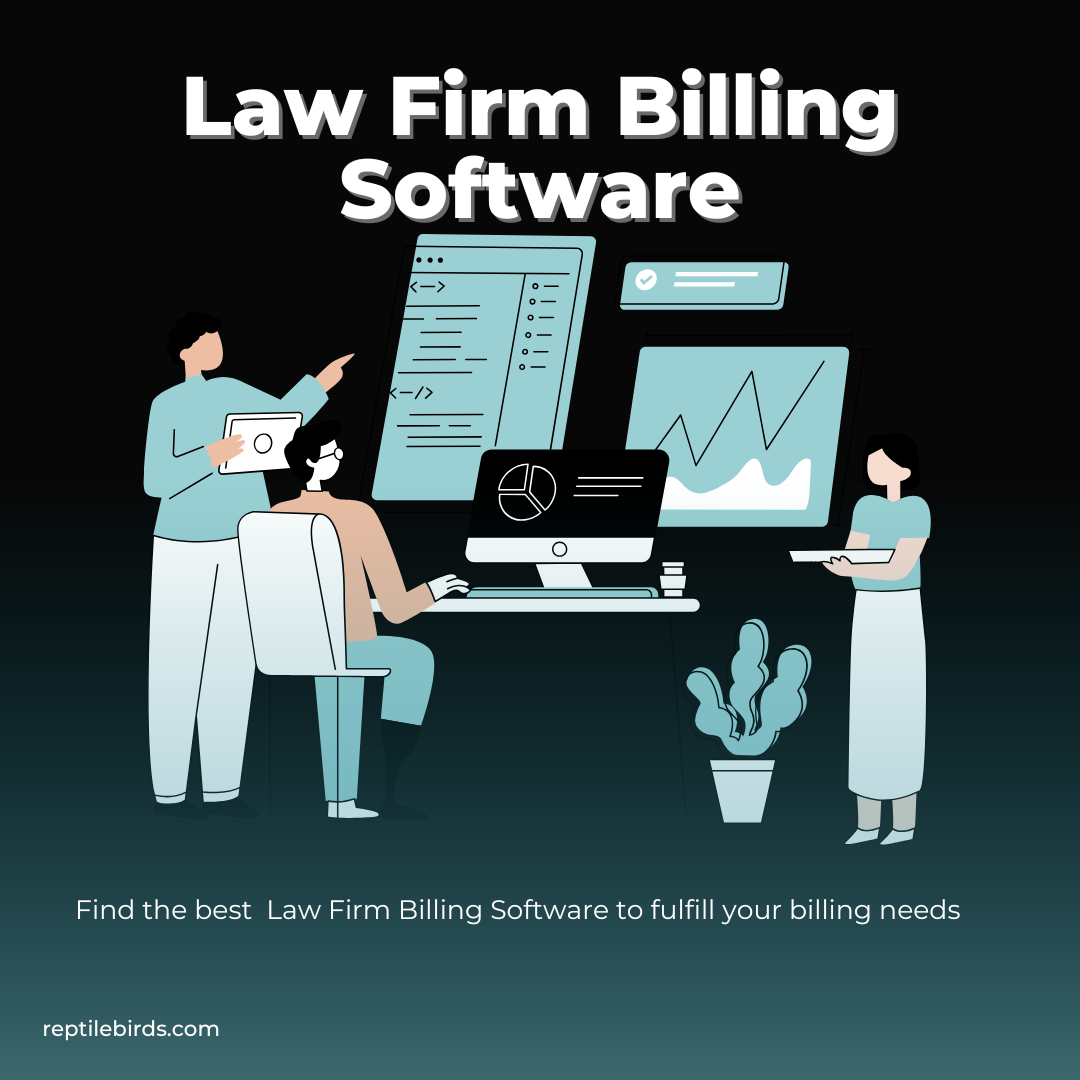 Law Firm Billing
Software
<—>
<—/>
Find the best  Law Firm Billing Software to fulfill your billing needs
reptilebirds.com